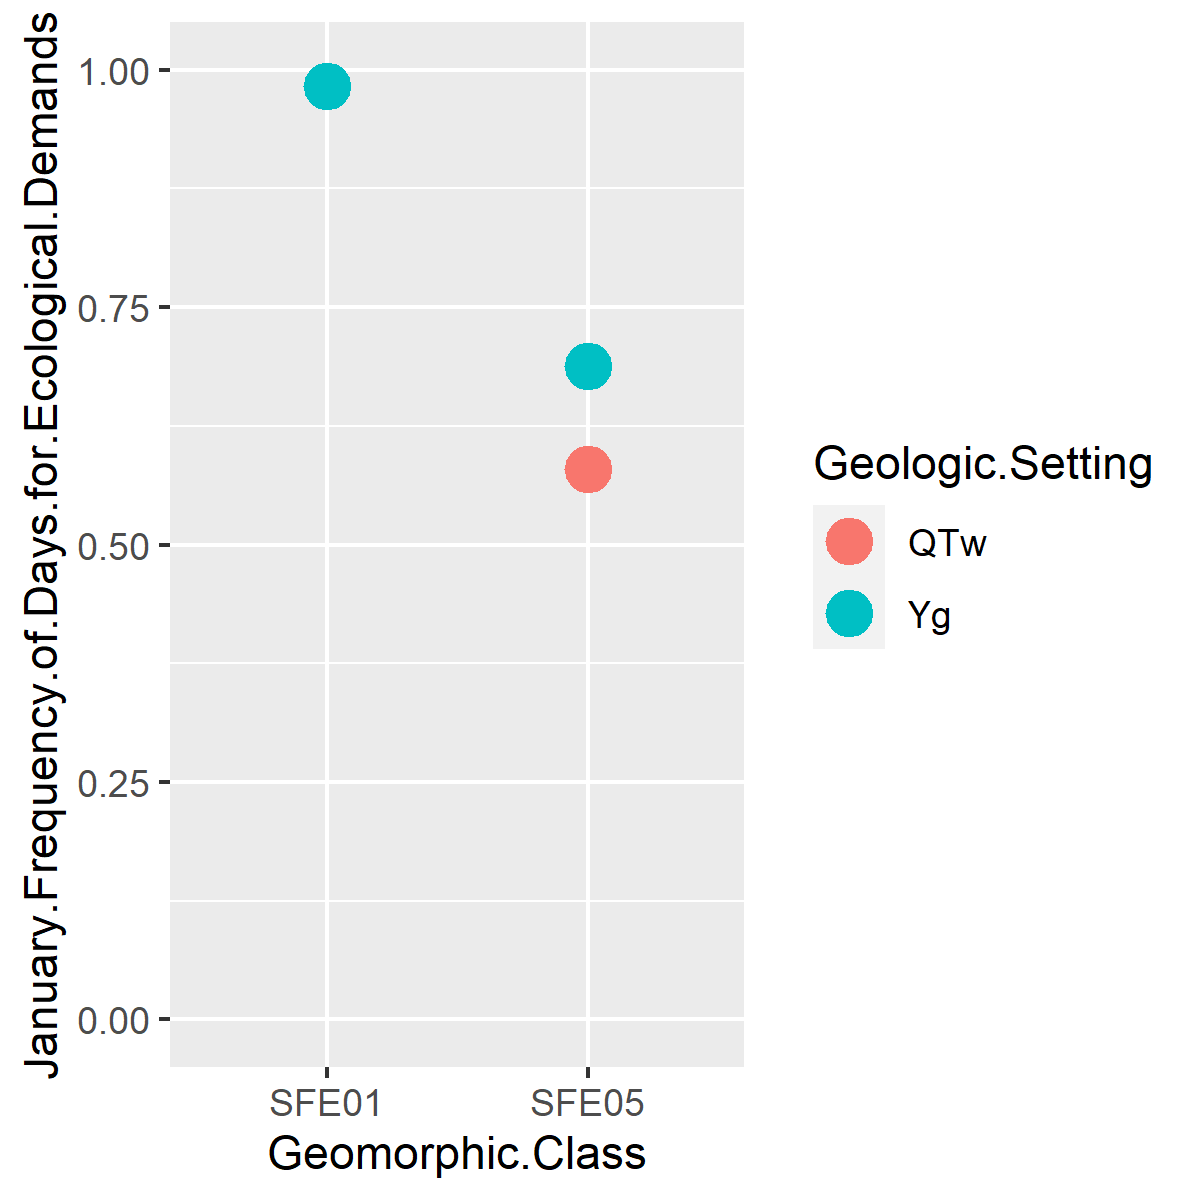 January.Frequency.of.Days.for.Ecological.Demands
1.00
0.75
0.50
0.25
0.00
SFE01
SFE05
Geomorphic.Class
Geologic.Setting
QTw
Yg